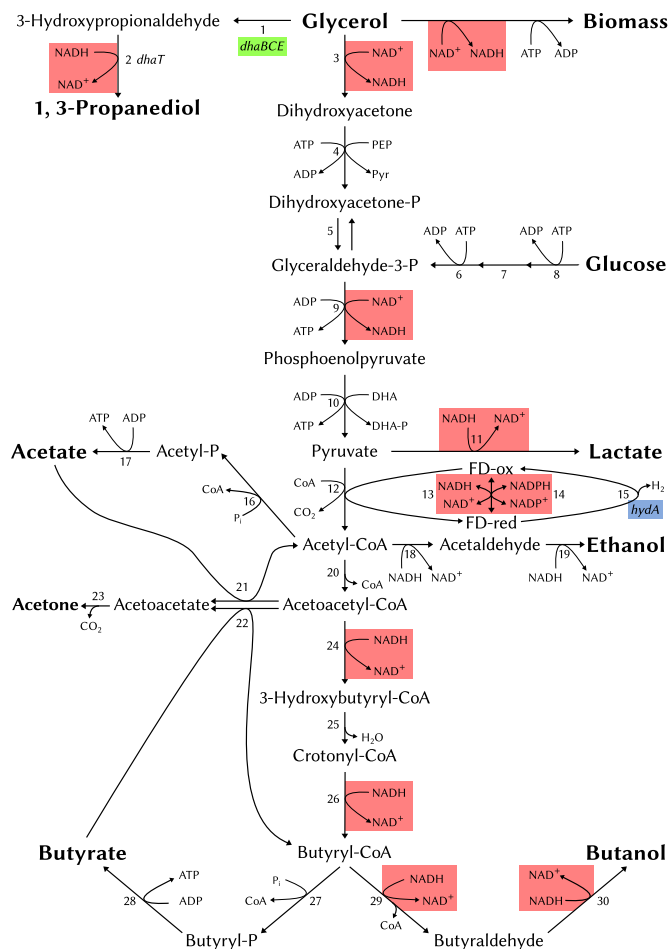 3-Hydroxypropionaldehyde 1 Glycerol Biomass
dhaBCE
NADH 2 dhaT 3 NAD⁺ NAD⁺ NADH ATP ADP
NAD⁺ NADH
1, 3-Propanediol Dihydroxyacetone
ATP 4 PEP
ADP Pyr
Dihydroxyacetone-P
5 ADP ATP ADP ATP
Glyceraldehyde-3-P 6 7 8 Glucose
ADP 9 NAD⁺
ATP NADH
Phosphoenolpyruvate
ADP 10 DHA
ATP DHA-P
ATP ADP NADH 11 NAD⁺
Acetate 17 Acetyl-P Pyruvate Lactate
FD-ox
CoA 16 Pᵢ CoA 12 CO₂ 13 NADH NADPH 14 15 H₂
NAD⁺ NADP⁺ hydA
FD-red
Acetyl-CoA 18 Acetaldehyde 19 Ethanol
NADH NAD⁺ NADH NAD⁺
20 CoA
21
Acetone 23 Acetoacetate Acetoacetyl-CoA
CO₂ 22
24 NADH
NAD⁺
3-Hydroxybutyryl-CoA
25 H₂O
Crotonyl-CoA
26 NADH
NAD⁺
Butyrate Butyryl-CoA Butanol
ATP Pᵢ NADH NAD⁺
28 ADP CoA 27 29 NAD⁺ NADH 30
CoA
Butyryl-P Butyraldehyde